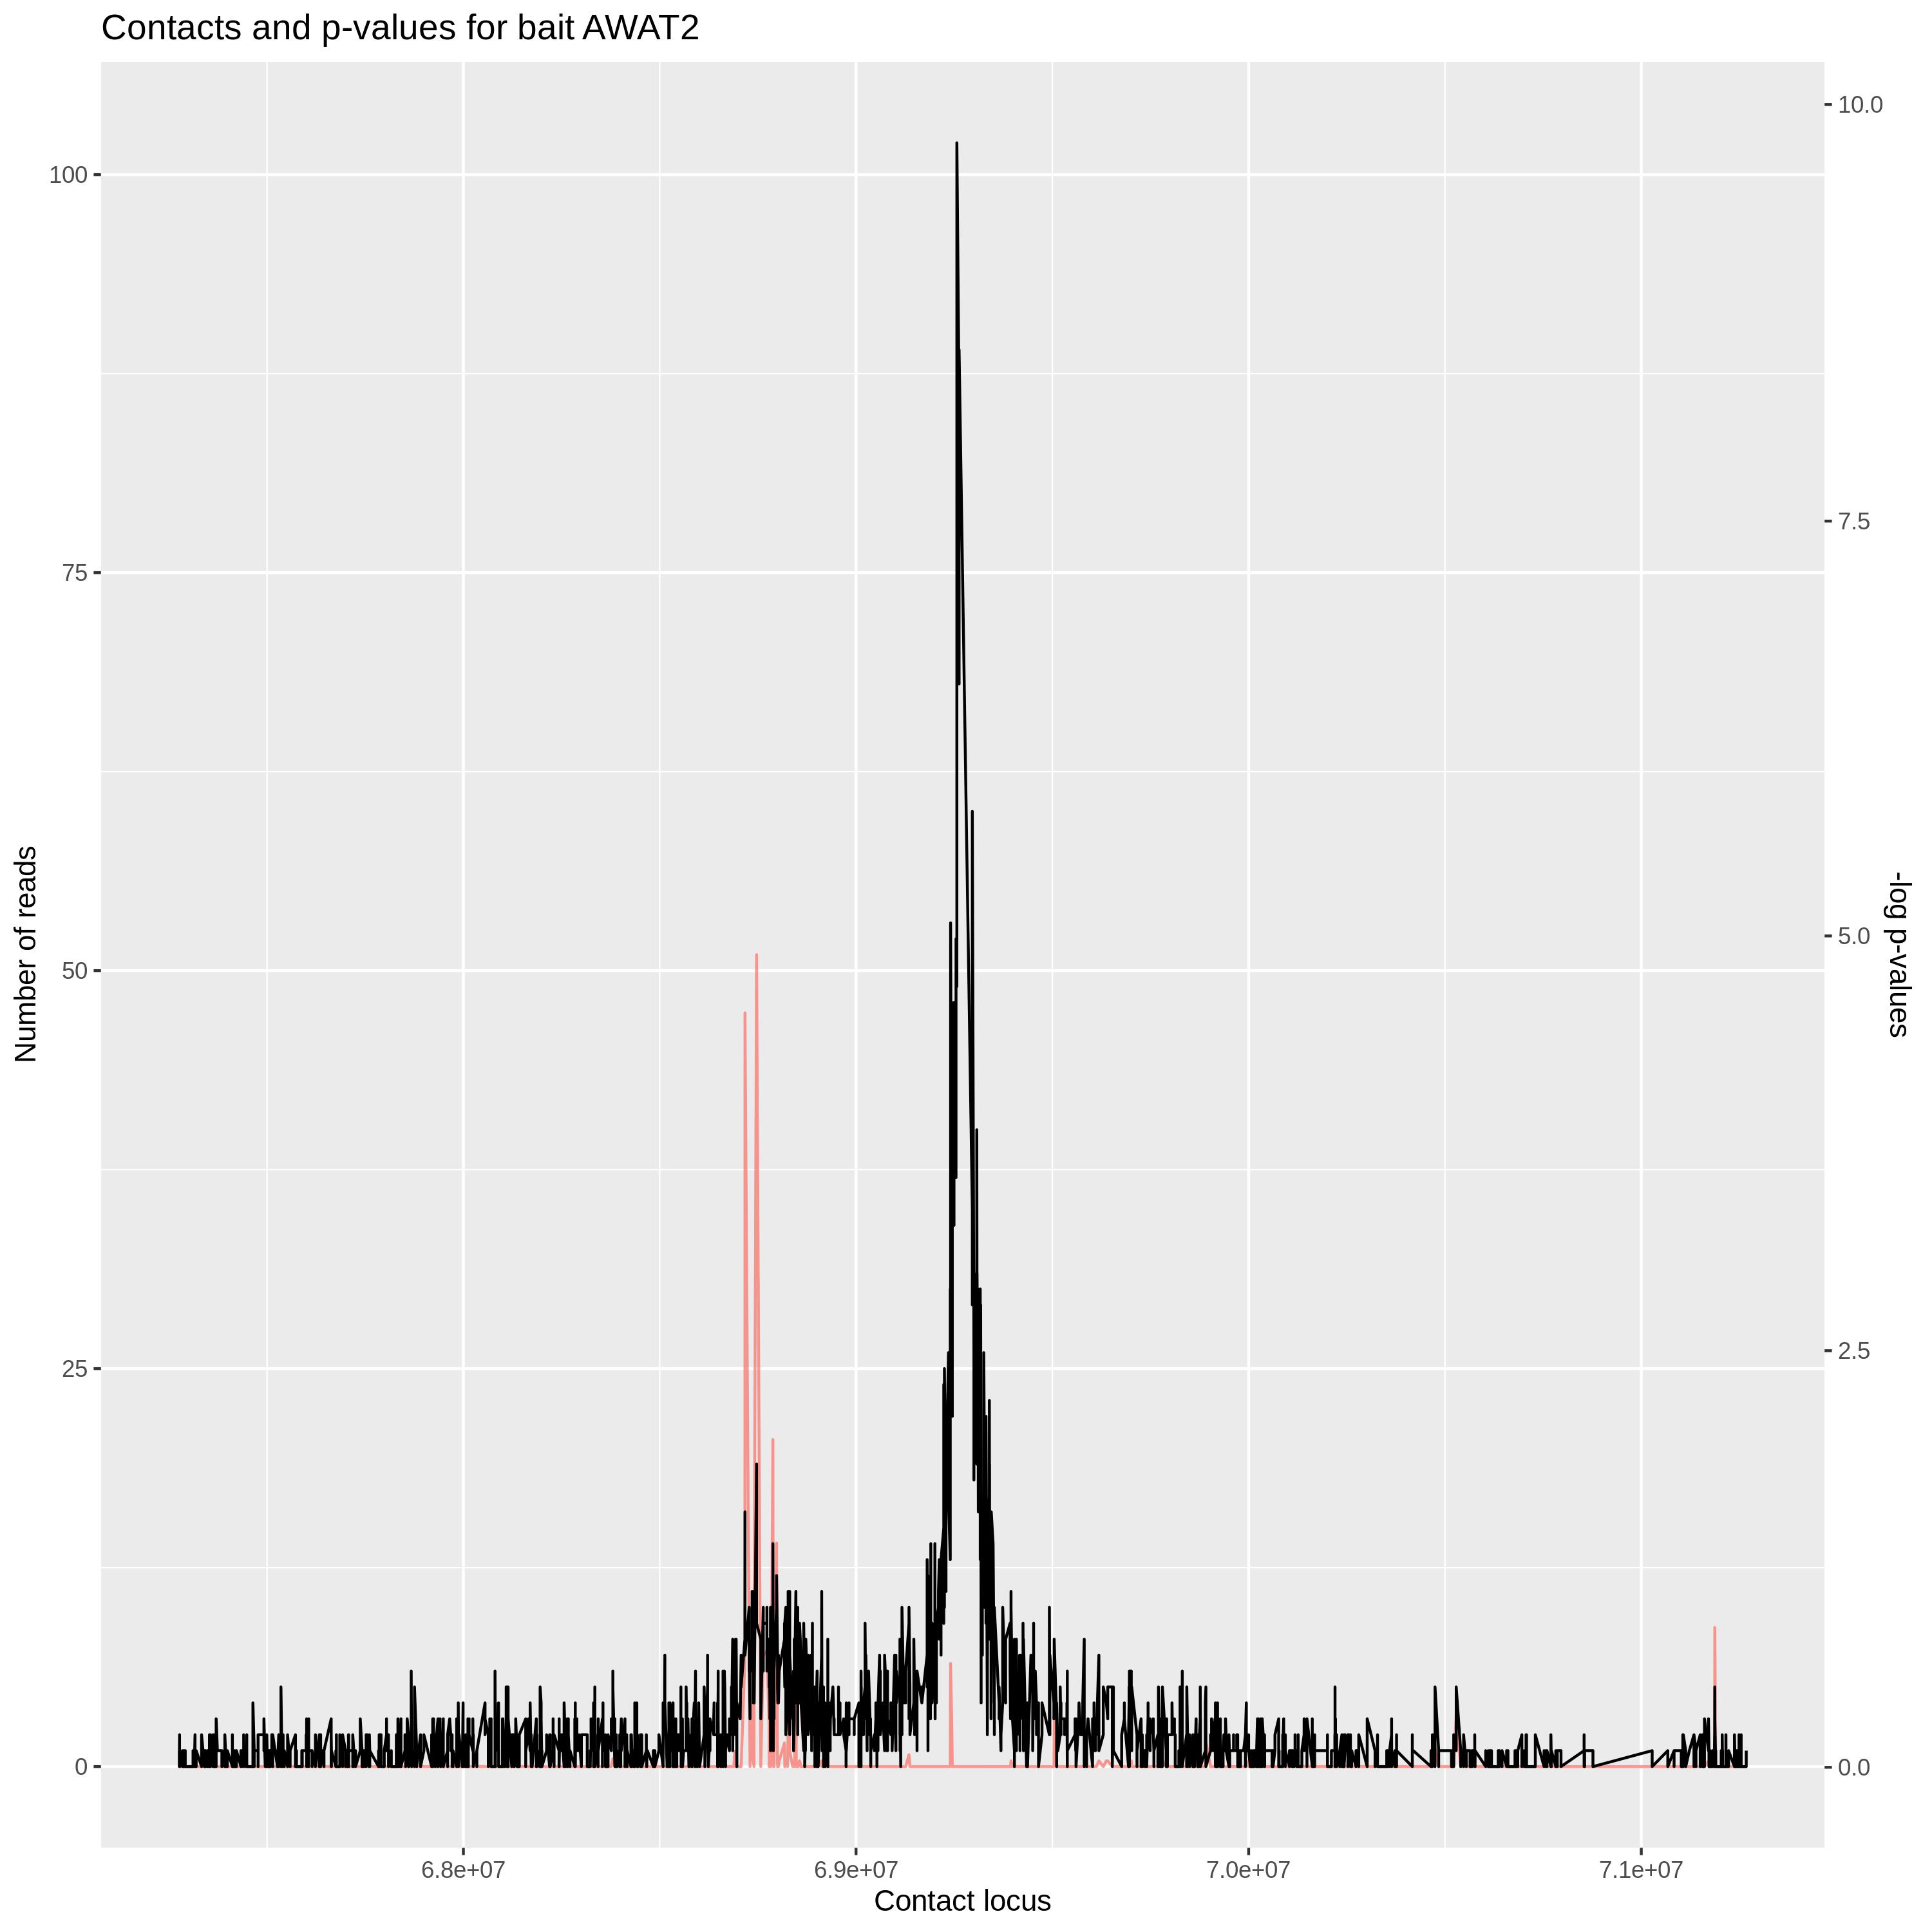 Contacts and p-values for bait AWAT2
100
75
50
25
0
Number of reads
10.0
7.5
5.0
2.5
0.0
-log p-values
6.8e+07
6.9e+07
7.0e+07
7.1e+07
Contact locus